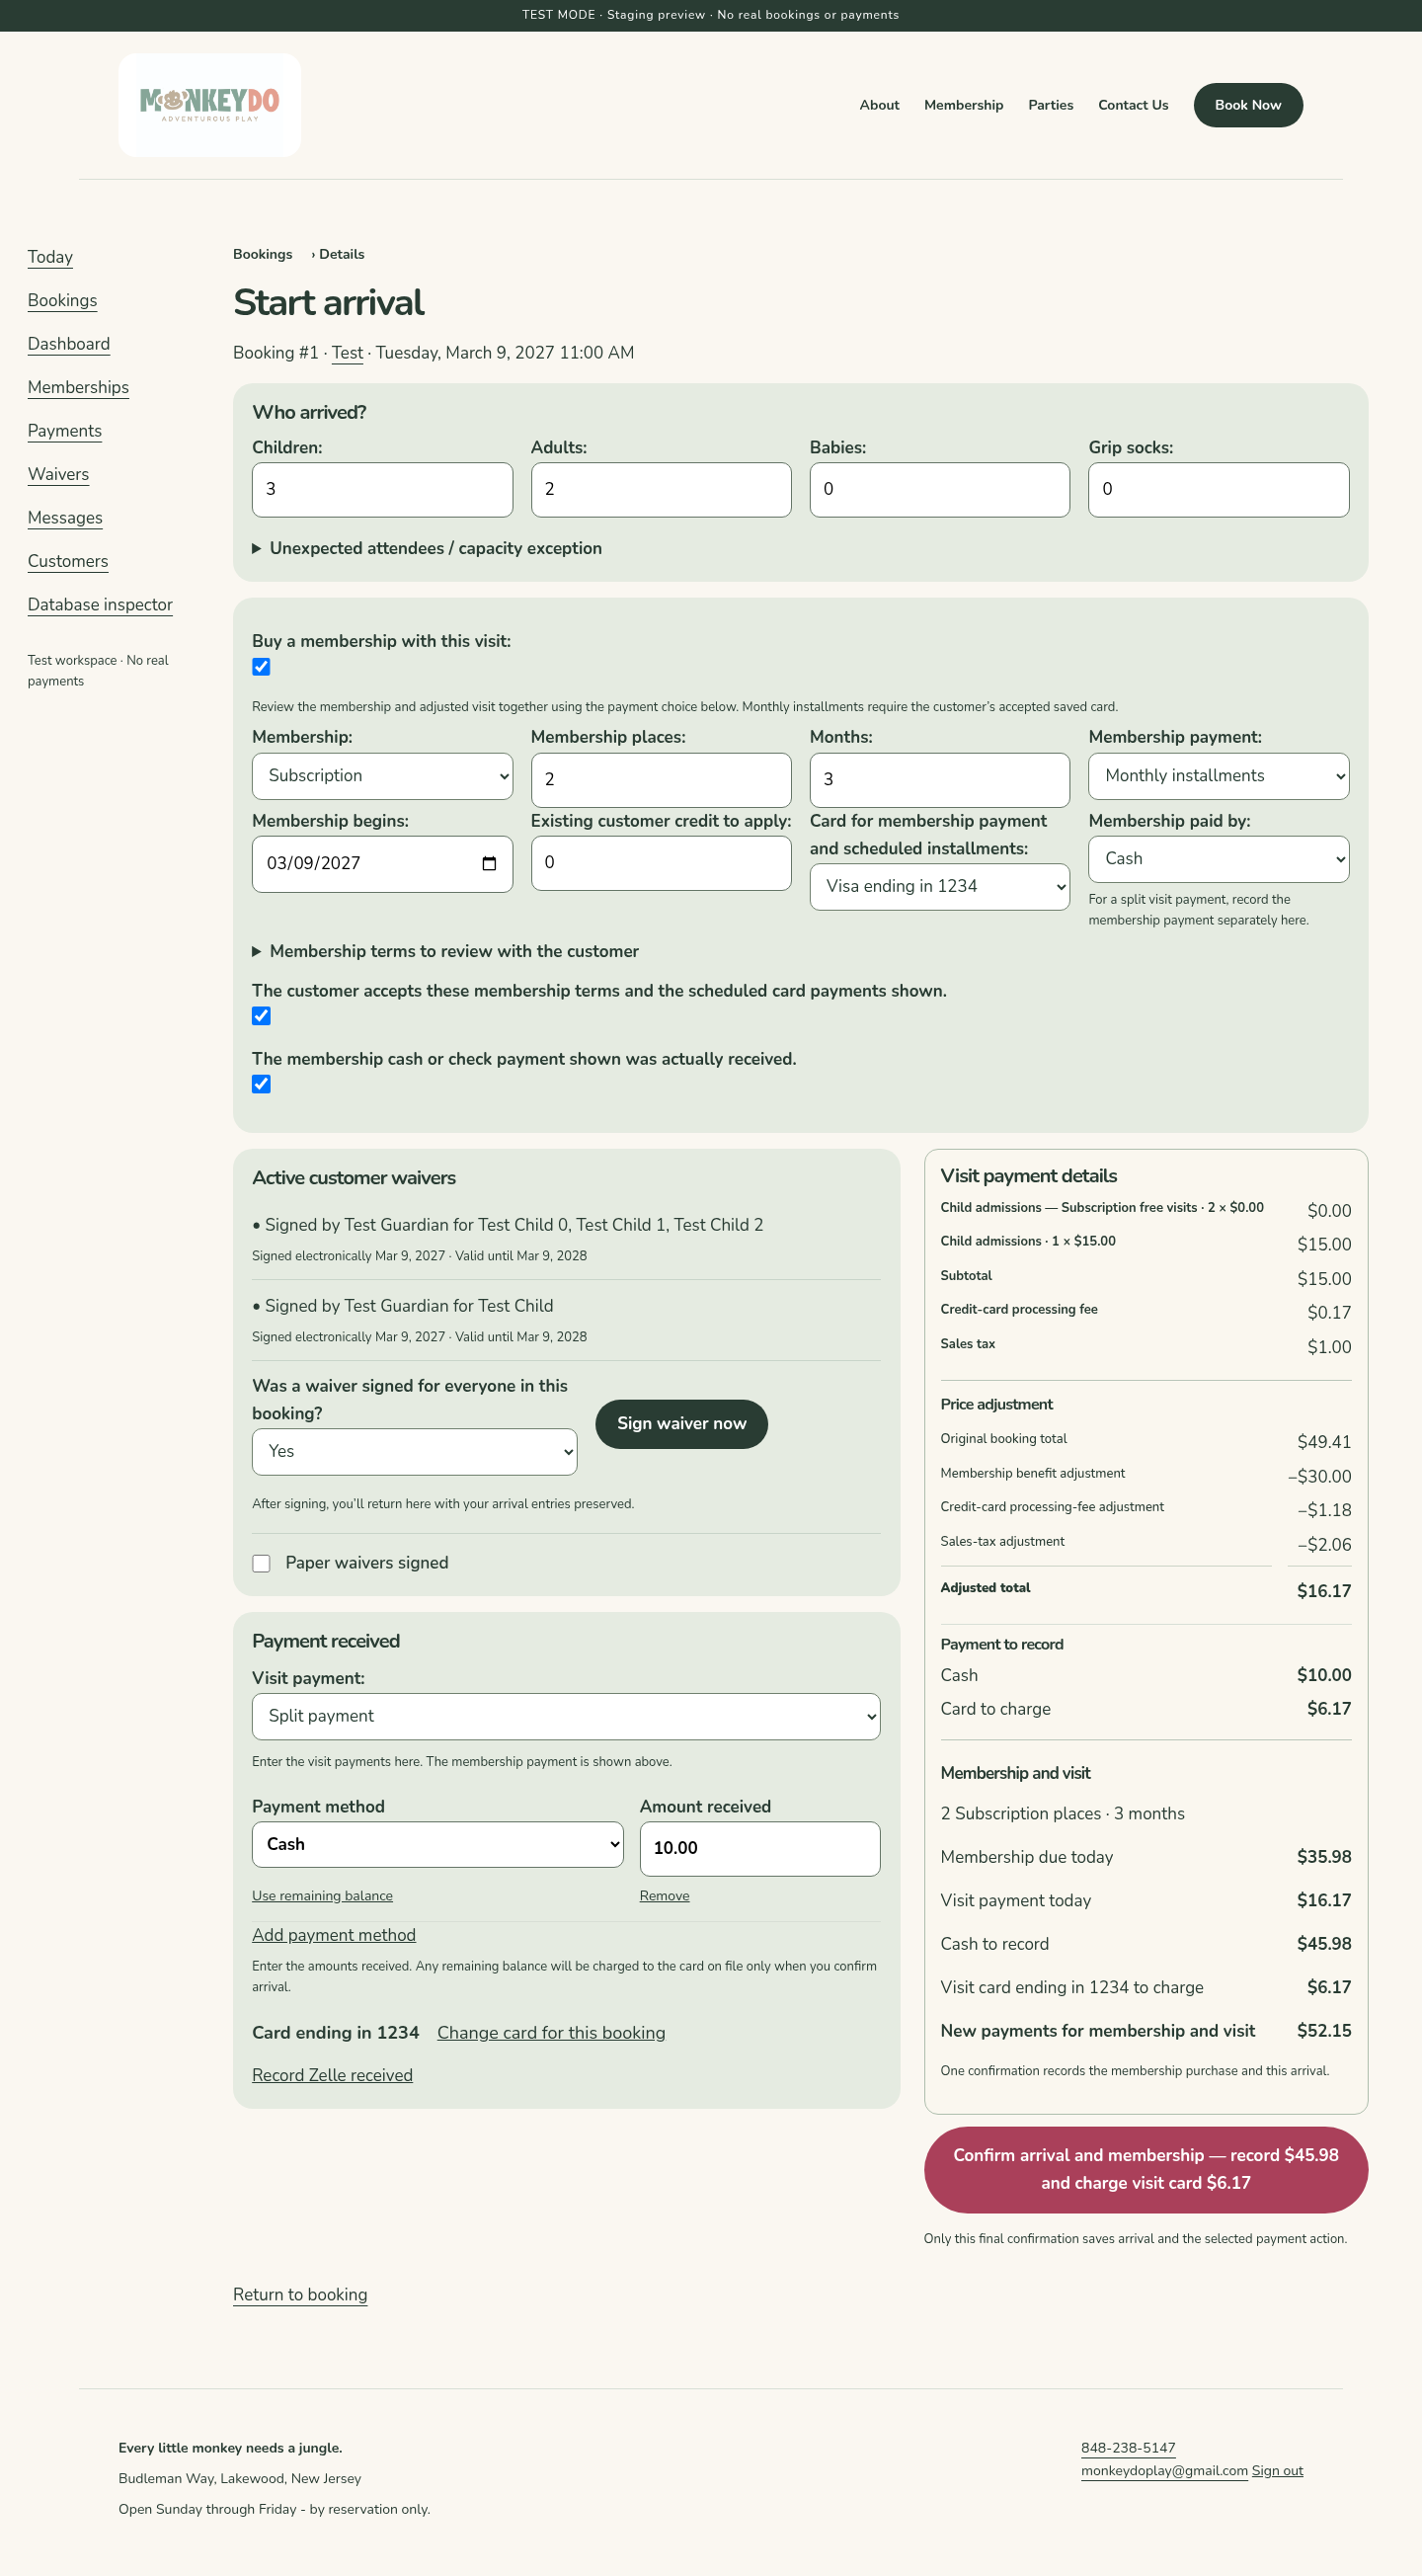 TEST MODE · Staging preview · No real bookings or payments
MONKEYDO
ADVENTUROUS PLAY
About
Membership
Parties
Contact Us
Book Now
Today
Bookings
Dashboard
Memberships
Payments
Waivers
Messages
Customers
Database inspector
Test workspace · No real
payments
Bookings › Details
Start arrival
Booking #1 · Test · Tuesday, March 9, 2027 11:00 AM
Who arrived?
Children:
3
Adults:
2
Babies:
0
Grip socks:
0
Unexpected attendees / capacity exception
Buy a membership with this visit:
Review the membership and adjusted visit together using the payment choice below. Monthly installments require the customer’s accepted saved card.
Membership:
Subscription
Membership places:
2
Months:
3
Membership payment:
Monthly installments
Membership begins:
03/09/2027
Existing customer credit to apply:
0
Card for membership payment
and scheduled installments:
Visa ending in 1234
Membership paid by:
Cash
For a split visit payment, record the
membership payment separately here.
Membership terms to review with the customer
The customer accepts these membership terms and the scheduled card payments shown.
The membership cash or check payment shown was actually received.
Active customer waivers
• Signed by Test Guardian for Test Child 0, Test Child 1, Test Child 2
Signed electronically Mar 9, 2027 · Valid until Mar 9, 2028
• Signed by Test Guardian for Test Child
Signed electronically Mar 9, 2027 · Valid until Mar 9, 2028
Was a waiver signed for everyone in this
booking?
Yes
Sign waiver now
After signing, you’ll return here with your arrival entries preserved.
Paper waivers signed
Payment received
Visit payment:
Split payment
Enter the visit payments here. The membership payment is shown above.
Payment method
Cash
Amount received
10.00
Use remaining balance
Remove
Add payment method
Enter the amounts received. Any remaining balance will be charged to the card on file only when you confirm
arrival.
Card ending in 1234 Change card for this booking
Record Zelle received
Visit payment details
Child admissions — Subscription free visits · 2 × $0.00 $0.00
Child admissions · 1 × $15.00 $15.00
Subtotal $15.00
Credit-card processing fee $0.17
Sales tax $1.00
Price adjustment
Original booking total $49.41
Membership benefit adjustment −$30.00
Credit-card processing-fee adjustment −$1.18
Sales-tax adjustment −$2.06
Adjusted total $16.17
Payment to record
Cash $10.00
Card to charge $6.17
Membership and visit
2 Subscription places · 3 months
Membership due today $35.98
Visit payment today $16.17
Cash to record $45.98
Visit card ending in 1234 to charge $6.17
New payments for membership and visit $52.15
One confirmation records the membership purchase and this arrival.
Confirm arrival and membership — record $45.98
and charge visit card $6.17
Only this final confirmation saves arrival and the selected payment action.
Return to booking
Every little monkey needs a jungle.
Budleman Way, Lakewood, New Jersey
Open Sunday through Friday - by reservation only.
848-238-5147
monkeydoplay@gmail.com Sign out